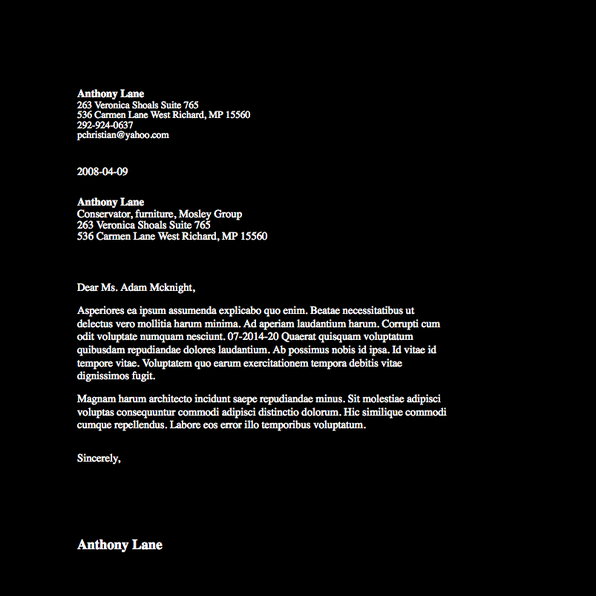 Anthony Lane
263 Veronica Shoals Suite 765
536 Carmen Lane West Richard, MP 15560
292-924-0637
pchristian@yahoo.com
2008-04-09
Anthony Lane
Conservator, furniture, Mosley Group
263 Veronica Shoals Suite 765
536 Carmen Lane West Richard, MP 15560
Dear Ms. Adam Mcknight,
Asperiores ea ipsum assumenda explicabo quo enim. Beatae necessitatibus ut
delectus vero mollitia harum minima. Ad aperiam laudantium harum. Corrupti cum
odit voluptate numquam nesciunt. 07-2014-20 Quaerat quisquam voluptatum
quibusdam repudiandae dolores laudantium. Ab possimus nobis id ipsa. Id vitae id
tempore vitae. Voluptatem quo earum exercitationem tempora debitis vitae
dignissimos fugit.
Magnam harum architecto incidunt saepe repudiandae minus. Sit molestiae adipisci
voluptas consequuntur commodi adipisci distinctio dolorum. Hic similique commodi
cumque repellendus. Labore eos error illo temporibus voluptatum.
Sincerely,
Anthony Lane